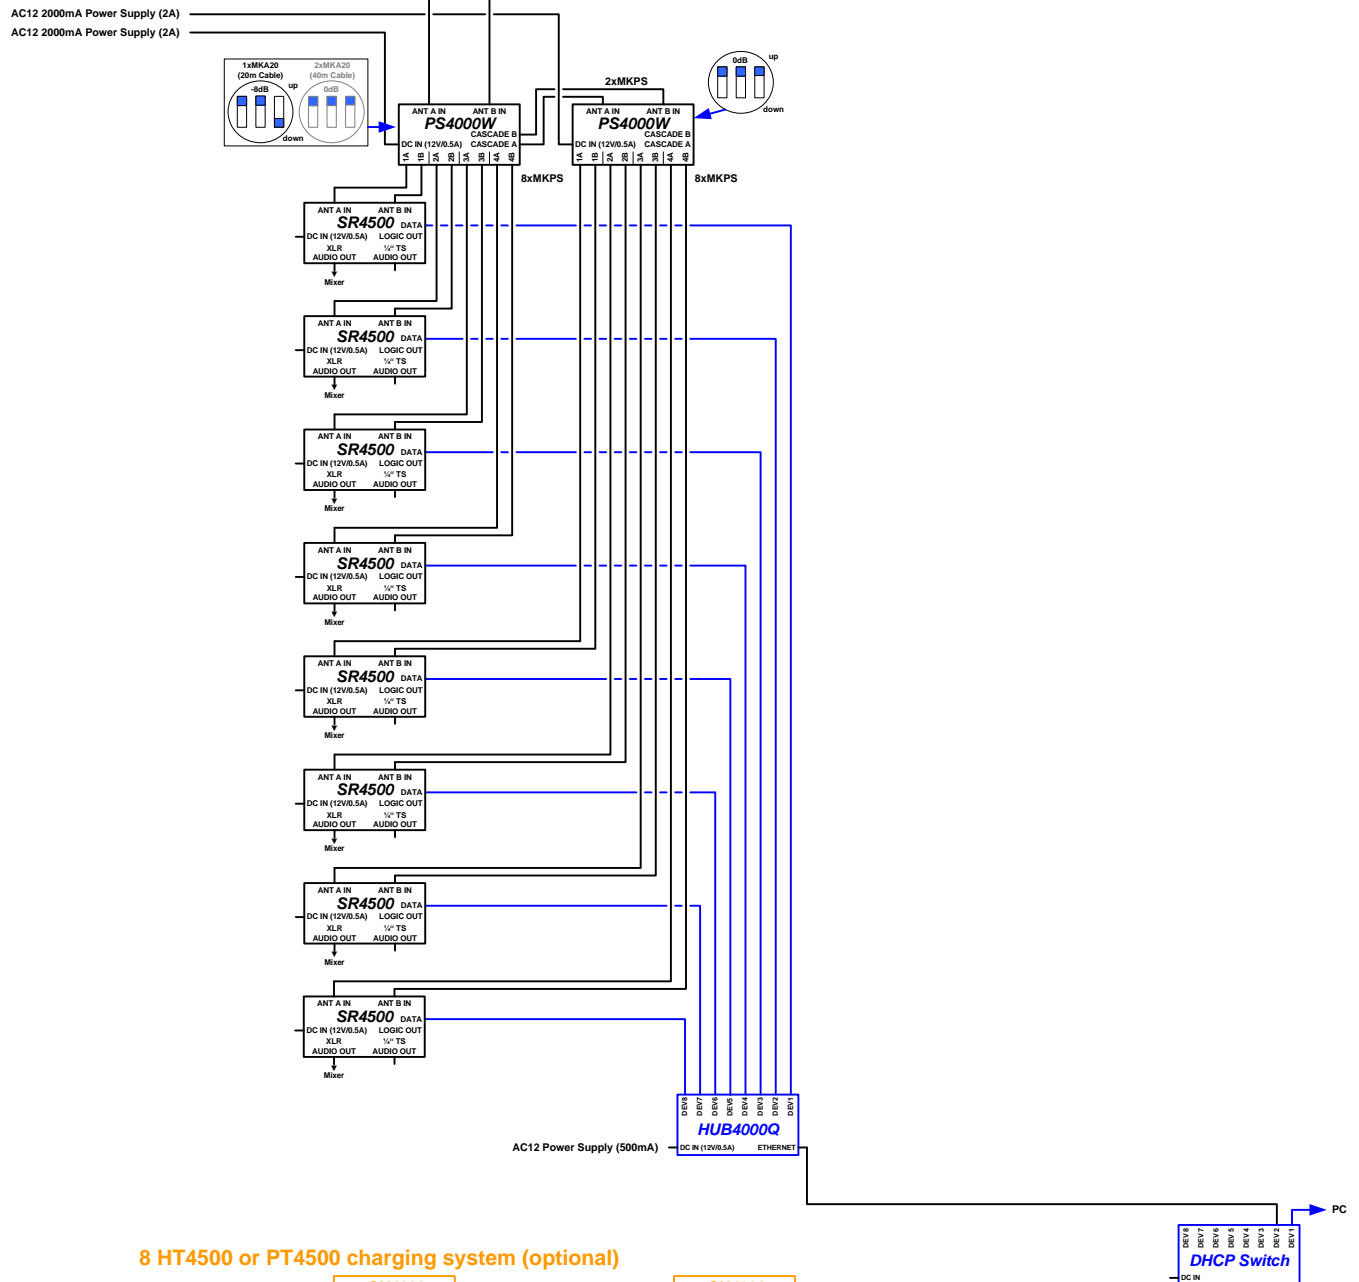 AC12 2000mA Power Supply (2A)
AC12 2000mA Power Supply (2A)
1xMKA20
(20m Cable)
-8dB
up
down
2xMKA20
(40m Cable)
0dB
0dB
up
down
2xMKPS
ANT A IN
ANT B IN
PS4000W
CASCADE B
DC IN (12V/0.5A)
CASCADE A
1A
1B
2A
2B
3A
3B
4A
4B
8xMKPS
ANT A IN
ANT B IN
PS4000W
CASCADE B
DC IN (12V/0.5A)
CASCADE A
1A
1B
2A
2B
3A
3B
4A
4B
8xMKPS
ANT A IN
ANT B IN
SR4500
DATA
DC IN (12V/0.5A)
LOGIC OUT
XLR
¼“ TS
AUDIO OUT
AUDIO OUT
Mixer
ANT A IN
ANT B IN
SR4500
DATA
DC IN (12V/0.5A)
LOGIC OUT
XLR
¼“ TS
AUDIO OUT
AUDIO OUT
Mixer
ANT A IN
ANT B IN
SR4500
DATA
DC IN (12V/0.5A)
LOGIC OUT
XLR
¼“ TS
AUDIO OUT
AUDIO OUT
Mixer
ANT A IN
ANT B IN
SR4500
DATA
DC IN (12V/0.5A)
LOGIC OUT
XLR
¼“ TS
AUDIO OUT
AUDIO OUT
Mixer
ANT A IN
ANT B IN
SR4500
DATA
DC IN (12V/0.5A)
LOGIC OUT
XLR
¼“ TS
AUDIO OUT
AUDIO OUT
Mixer
ANT A IN
ANT B IN
SR4500
DATA
DC IN (12V/0.5A)
LOGIC OUT
XLR
¼“ TS
AUDIO OUT
AUDIO OUT
Mixer
ANT A IN
ANT B IN
SR4500
DATA
DC IN (12V/0.5A)
LOGIC OUT
XLR
¼“ TS
AUDIO OUT
AUDIO OUT
Mixer
ANT A IN
ANT B IN
SR4500
DATA
DC IN (12V/0.5A)
LOGIC OUT
XLR
¼“ TS
AUDIO OUT
AUDIO OUT
Mixer
DEV8
DEV7
DEV6
DEV5
DEV4
DEV3
DEV2
DEV1
HUB4000Q
AC12 Power Supply (500mA)
DC IN (12V/0.5A)
ETHERNET
PC
DEV 8
DEV 7
DEV 6
DEV 5
DEV 4
DEV 3
DEV 2
DEV 1
DHCP Switch
DC IN
8 HT4500 or PT4500 charging system (optional)